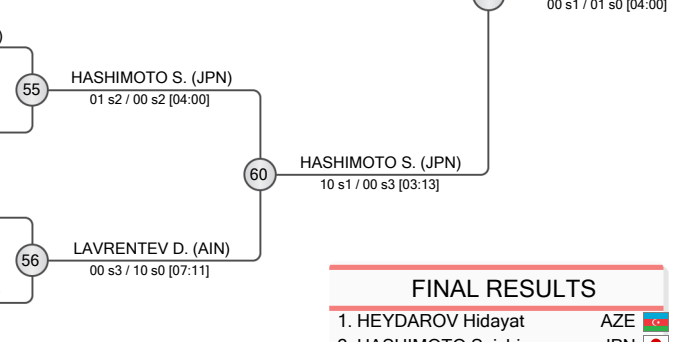 00 s1 / 01 s0 [04:00]
)
55
HASHIMOTO S. (JPN)
01 s2 / 00 s2 [04:00]
60
HASHIMOTO S. (JPN)
10 s1 / 00 s3 [03:13]
56
LAVRENTEV D. (AIN)
00 s3 / 10 s0 [07:11]
FINAL RESULTS
1. HEYDAROV Hidayat AZE
HASHIMOTO JPN